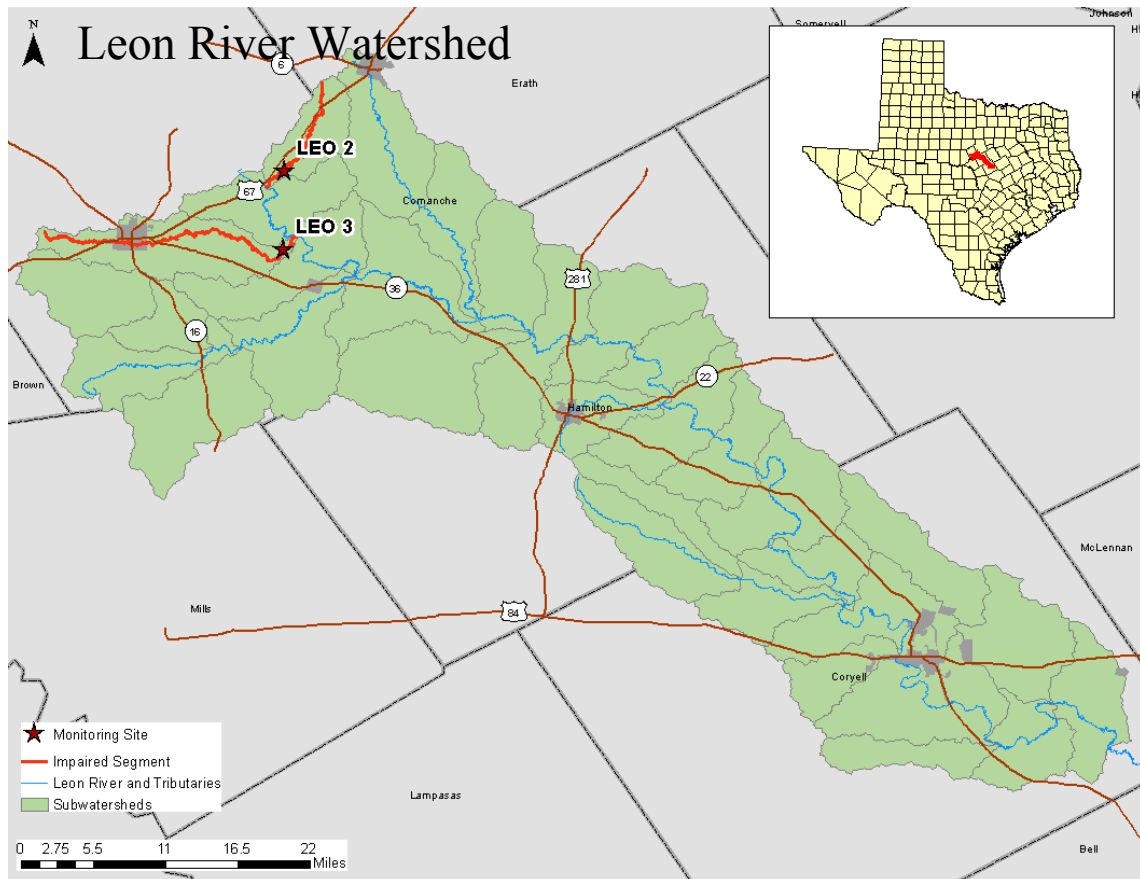 N
Leon River Watershed
6
Somervell
Johnson
Erath
LEO 2
67
Comanche
LEO 3
281
36
16
Brown
22
Hamilton
McLennan
Mills
84
Coryell
Lampasas
Bell
Monitoring Site
Impaired Segment
Leon River and Tributaries
Subwatersheds
0 2.75 5.5 11 16.5 22
Miles